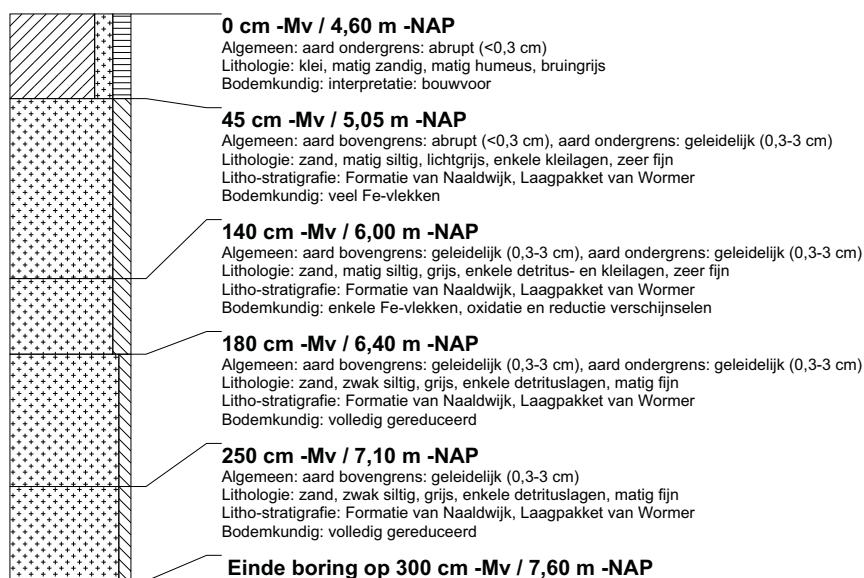 0 cm -Mv / 4,60 m -NAP
Algemeen: aard ondergrens: abrupt (<0,3 cm)
Lithologie: klei, matig zandig, matig humeus, bruingrijs
Bodemkundig: interpretatie: bouwvoor
45 cm -Mv / 5,05 m -NAP
Algemeen: aard bovengrens: abrupt (<0,3 cm), aard ondergrens: geleidelijk (0,3-3 cm)
Lithologie: zand, matig siltig, lichtgrijs, enkele kleilagen, zeer fijn
Litho-stratigrafie: Formatie van Naaldwijk, Laagpakket van Wormer
Bodemkundig: veel Fe-vlekken
140 cm -Mv / 6,00 m -NAP
Algemeen: aard bovengrens: geleidelijk (0,3-3 cm), aard ondergrens: geleidelijk (0,3-3 cm)
Lithologie: zand, matig siltig, grijs, enkele detritus- en kleilagen, zeer fijn
Litho-stratigrafie: Formatie van Naaldwijk, Laagpakket van Wormer
Bodemkundig: enkele Fe-vlekken, oxidatie en reductie verschijnselen
180 cm -Mv / 6,40 m -NAP
Algemeen: aard bovengrens: geleidelijk (0,3-3 cm), aard ondergrens: geleidelijk (0,3-3 cm)
Lithologie: zand, zwak siltig, grijs, enkele detrituslagen, matig fijn
Litho-stratigrafie: Formatie van Naaldwijk, Laagpakket van Wormer
Bodemkundig: volledig gereduceerd
250 cm -Mv / 7,10 m -NAP
Algemeen: aard bovengrens: geleidelijk (0,3-3 cm)
Lithologie: zand, zwak siltig, grijs, enkele detrituslagen, matig fijn
Litho-stratigrafie: Formatie van Naaldwijk, Laagpakket van Wormer
Bodemkundig: volledig gereduceerd
Einde boring op 300 cm -Mv / 7,60 m -NAP